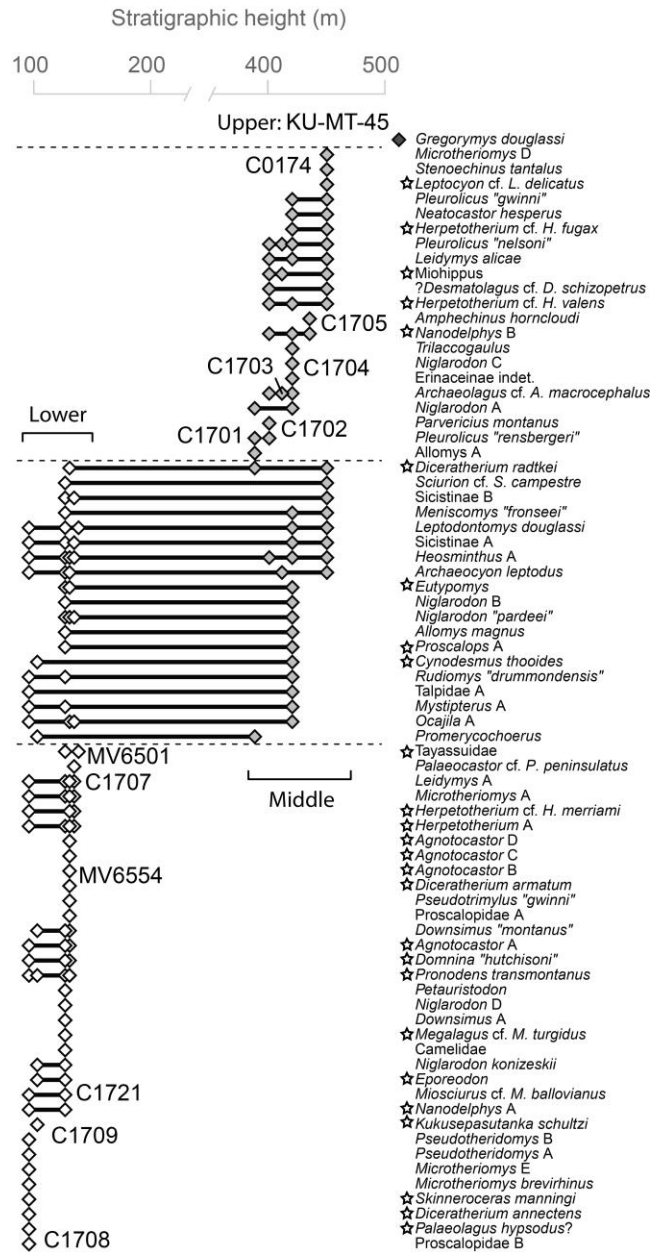 Stratigraphic height (m)
100 200 400 500
Upper: KU-MT-45
Gregorymys douglassi
Microtheriomys D
C0174
Stenoechinus tantalus
Leptocyon cf. L. delicatus
Pleurolicus "gwinni"
Neatocastor hesperus
Herpetotherium cf. H. fugax
Pleurolicus "nelsoni"
Leidymys alicae
Miohippus
?Desmatolagus cf. D. schizopetrus
Herpetotherium cf. H. valens
C1705
Amphechinus horncloudi
Nanodelphys B
Trilaccogaulus
C1703 C1704
Niglarodon C
Erinaceinae indet.
Archaeolagus cf. A. macrocephalus
Lower
Niglarodon A
C1701 C1702
Parvericius montanus
Pleurolicus "rensbergeri"
Allomys A
Diceratherium radtkei
Sciurion cf. S. campestre
Sicistinae B
Meniscomys "fronseei"
Leptodontomys douglassi
Sicistinae A
Heosminthus A
Archaeocyon leptodus
Eutypomys
Niglarodon B
Niglarodon "pardeei"
Allomys magnus
Proscalops A
Cynodesmus thooides
Rudiomys "drummondensis"
Talpidae A
Mystipterus A
Ocajila A
Promerycochoerus
MV6501
Tayassuidae
Palaeocastor cf. P. peninsulatus
C1707
Middle
Leidymys A
Microtheriomys A
Herpetotherium cf. H. merriami
Herpetotherium A
Agnotocastor D
Agnotocastor C
MV6554
Agnotocastor B
Diceratherium armatum
Pseudotrimylus "gwinni"
Proscalopidae A
Downsimus "montanus"
Agnotocastor A
Domnina "hutchisoni"
Pronodens transmontanus
Petauristodon
Niglarodon D
Downsimus A
Megalagus cf. M. turgidus
Camelidae
Niglarodon konizeskii
Eporeodon
C1721
Miosciurus cf. M. ballovianus
Nanodelphys A
C1709
Kukusepasutanka schultzi
Pseudotheridomys B
Pseudotheridomys A
Microtheriomys E
Microtheriomys brevirhinus
Skinneroceras manningi
Diceratherium annectens
Palaeolagus hypsodus?
C1708
Proscalopidae B